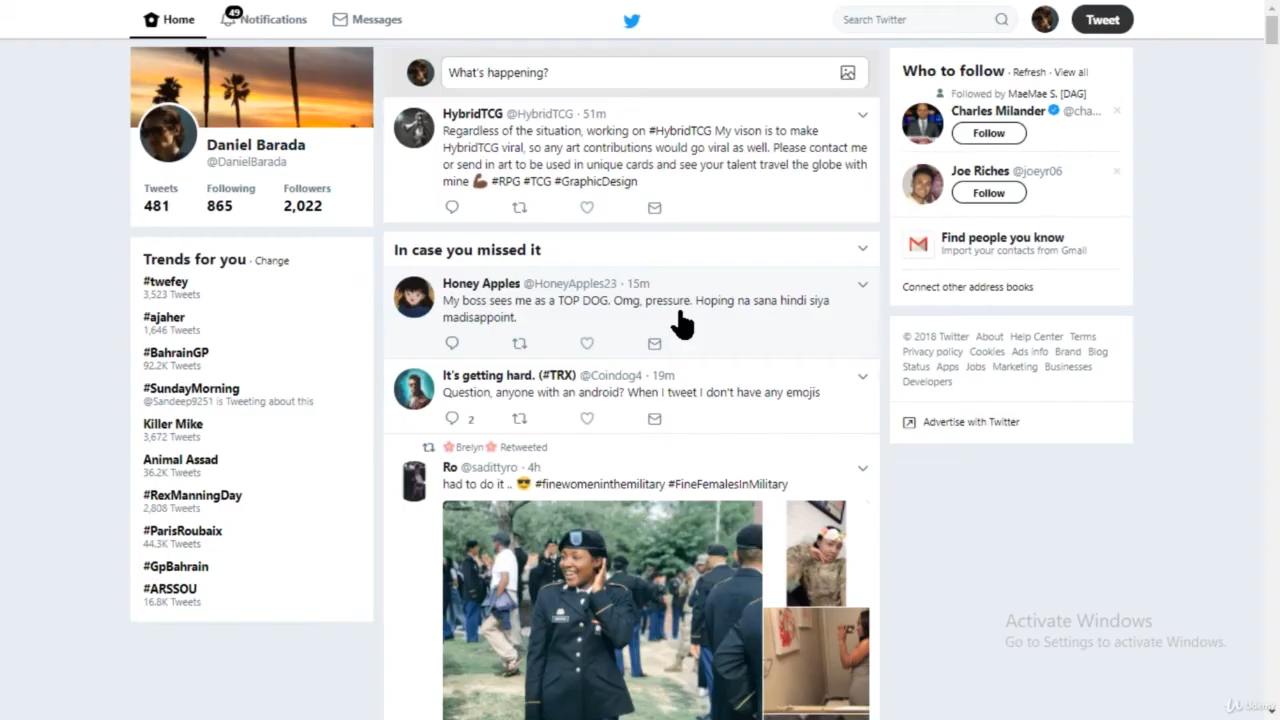 Home
49
Notifications
Messages
Search Twitter
Tweet
Daniel Barada
@DanielBarada
Tweets Following Followers
481 865 2,022
Trends for you · Change
#twefey
3,523 Tweets
#ajaher
1,646 Tweets
#BahrainGP
92.2K Tweets
#SundayMorning
@Sandeep9251 is Tweeting about this
Killer Mike
3,672 Tweets
Animal Assad
36.2K Tweets
#RexManningDay
2,808 Tweets
#ParisRoubaix
44.3K Tweets
#GpBahrain
#ARSSOU
16.8K Tweets
What's happening?
HybridTCG @HybridTCG · 51m
Regardless of the situation, working on #HybridTCG My vison is to make
HybridTCG viral, so any art contributions would go viral as well. Please contact me
or send in art to be used in unique cards and see your talent travel the globe with
mine 💪🏿 #RPG #TCG #GraphicDesign
In case you missed it
Honey Apples @HoneyApples23 · 15m
My boss sees me as a TOP DOG. Omg, pressure. Hoping na sana hindi siya
madisappoint.
It's getting hard. (#TRX) @Coindog4 · 19m
Question, anyone with an android? When I tweet I don't have any emojis
2
🌸Brelyn🌸 Retweeted
Ro @sadittyro · 4h
had to do it .. 😎 #finewomeninthemilitary #FineFemalesInMilitary
Who to follow · Refresh · View all
Followed by MaeMae S. [DAG]
Charles Milander @cha...
Follow
Joe Riches @joeyr06
Follow
Find people you know
Import your contacts from Gmail
Connect other address books
© 2018 Twitter About Help Center Terms
Privacy policy Cookies Ads info Brand Blog
Status Apps Jobs Marketing Businesses
Developers
Advertise with Twitter
Activate Windows
Go to Settings to activate Windows.
Udemy